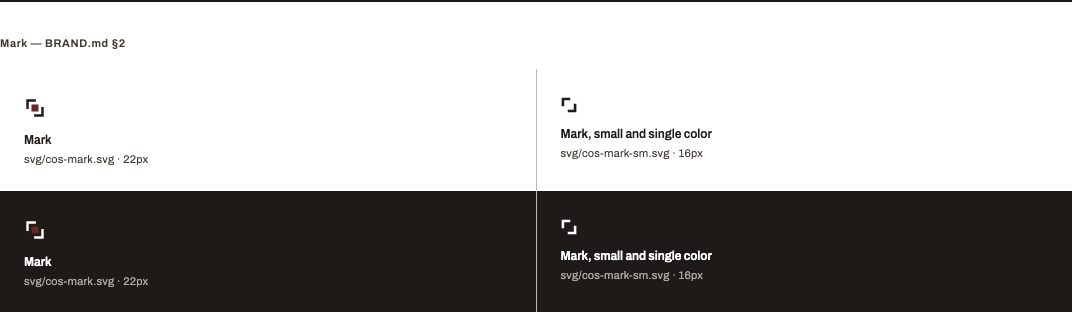 Mark — BRAND.md §2
Mark
svg/cos-mark.svg · 22px
Mark, small and single color
svg/cos-mark-sm.svg · 16px
Mark
svg/cos-mark.svg · 22px
Mark, small and single color
svg/cos-mark-sm.svg · 16px